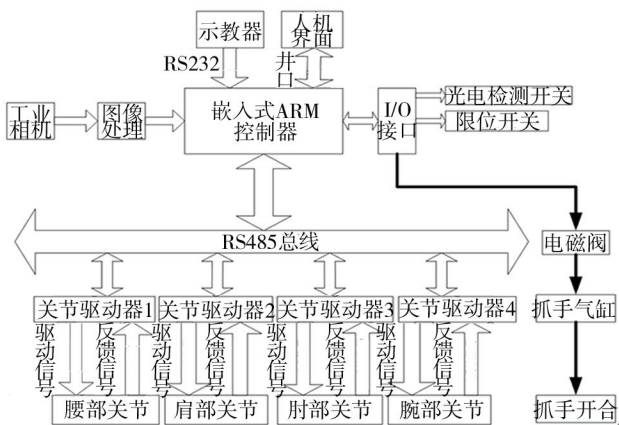 示教器
人机
界面
RS232
井
口
工业
相机
图像
处理
嵌入式ARM
控制器
I/O
接口
光电检测开关
限位开关
RS485总线
电磁阀
关节驱动器1
关节驱动器2
关节驱动器3
关节驱动器4
抓手气缸
驱动信号
反馈信号
驱动信号
反馈信号
驱动信号
反馈信号
驱动信号
反馈信号
腰部关节
肩部关节
肘部关节
腕部关节
抓手开合